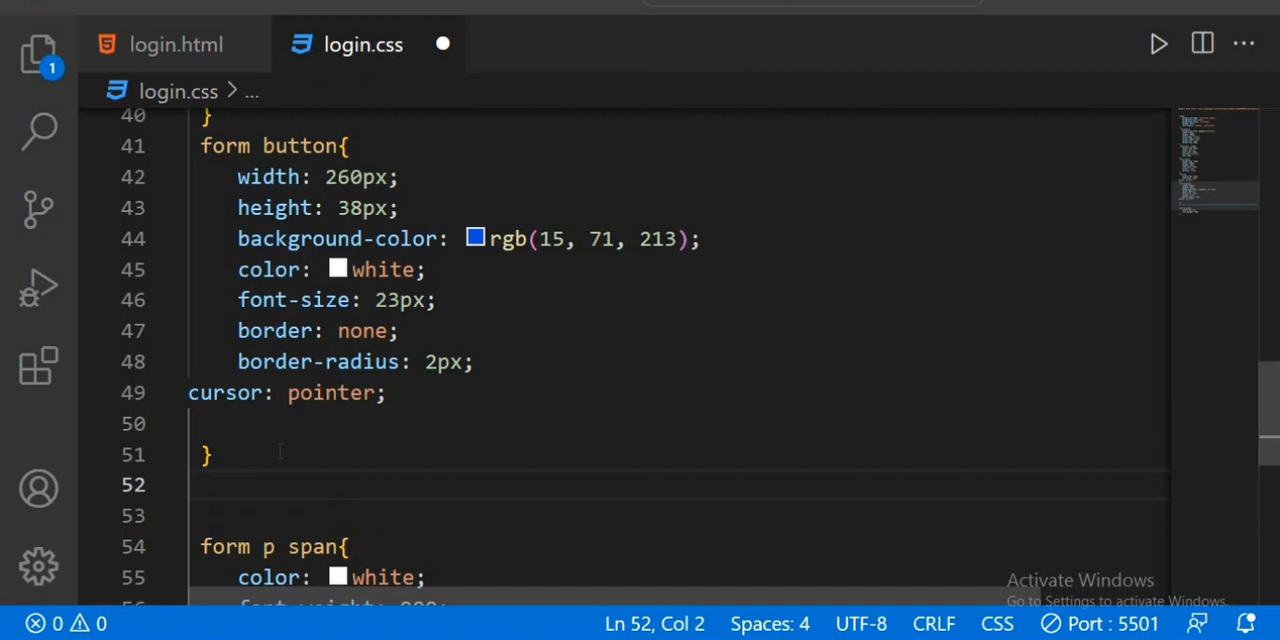 login.html
login.css
1
login.css > ...
40 }
41 form button{
42 width: 260px;
43 height: 38px;
44 background-color: rgb(15, 71, 213);
45 color: white;
46 font-size: 23px;
47 border: none;
48 border-radius: 2px;
49 cursor: pointer;
50
51 }
52
53
54 form p span{
55 color: white;
Activate Windows
Go to Settings to activate Windows.
0 0 Ln 52, Col 2 Spaces: 4 UTF-8 CRLF CSS Port : 5501